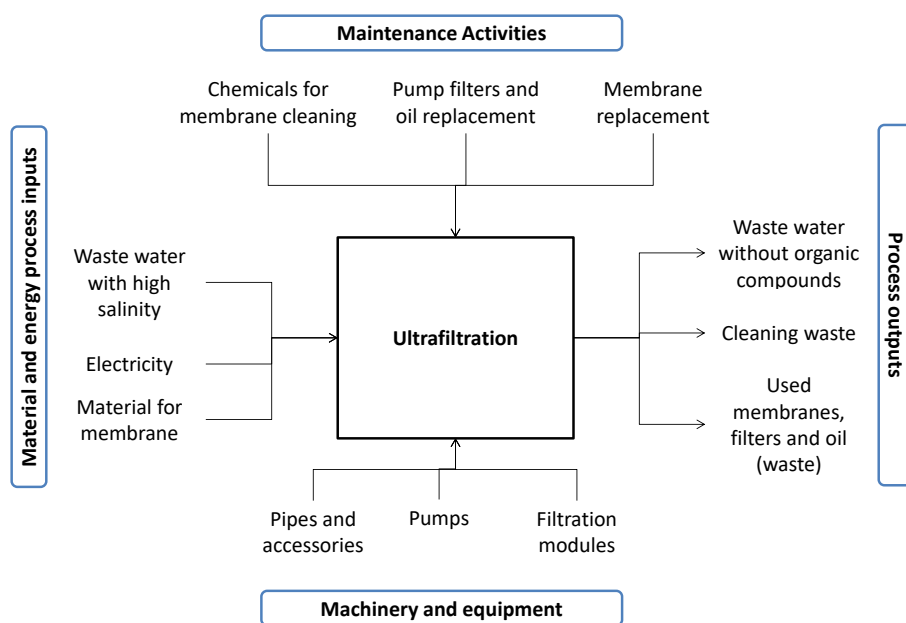 Maintenance Activities
Chemicals for
membrane cleaning
Pump filters and
oil replacement
Membrane
replacement
Material and energy process inputs
Waste water
with high
salinity
Electricity
Material for
membrane
Ultrafiltration
Waste water
without organic
compounds
Cleaning waste
Used
membranes,
filters and oil
(waste)
Process outputs
Pipes and
accessories
Pumps
Filtration
modules
Machinery and equipment